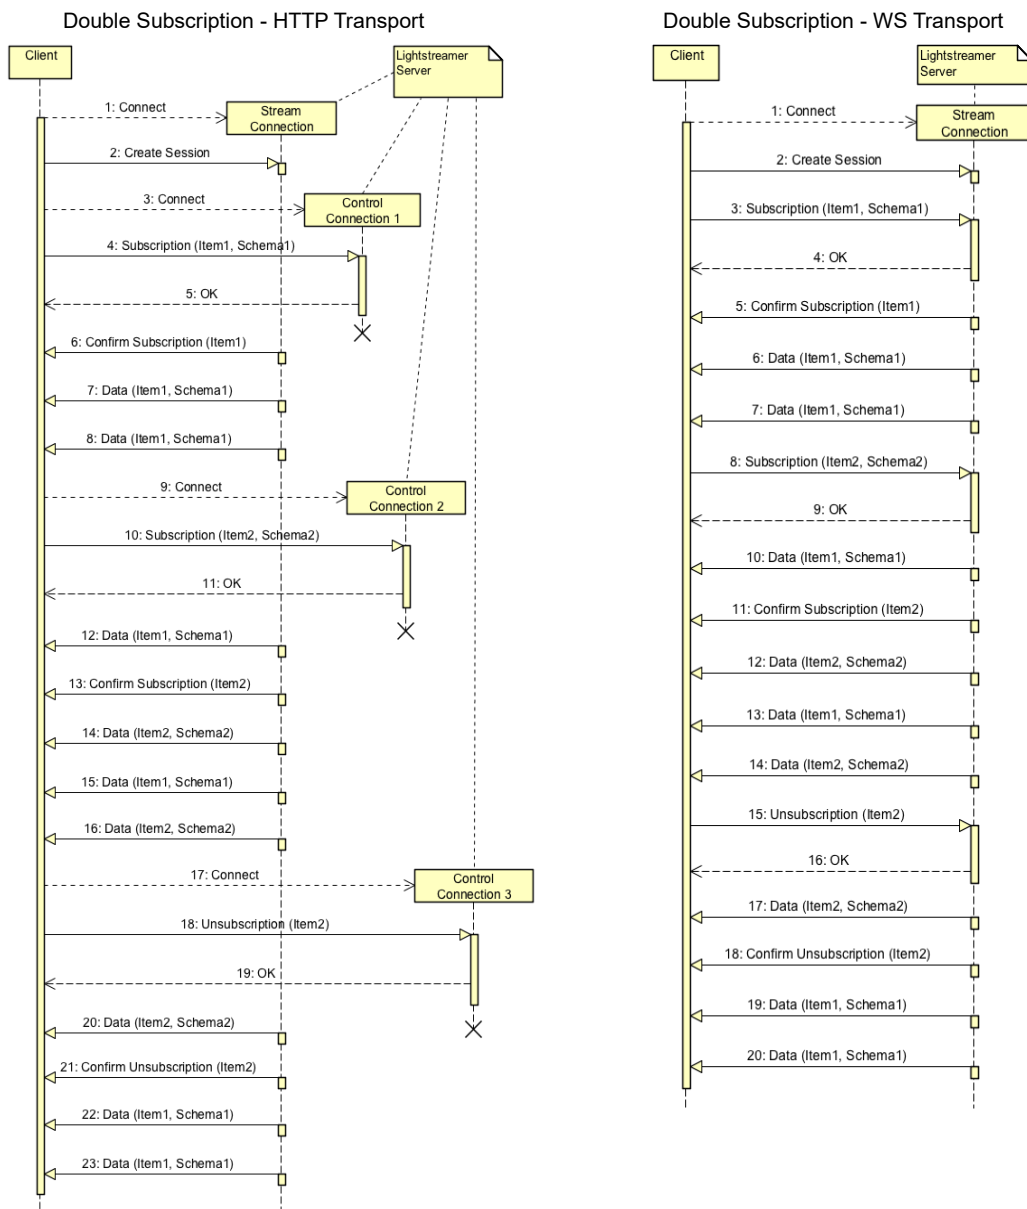 Double Subscription - HTTP Transport
Client
Lightstreamer
Server
1: Connect
Stream
Connection
2: Create Session
3: Connect
Control
Connection 1
4: Subscription (Item1, Schema1)
5: OK
6: Confirm Subscription (Item1)
7: Data (Item1, Schema1)
8: Data (Item1, Schema1)
9: Connect
Control
Connection 2
10: Subscription (Item2, Schema2)
11: OK
12: Data (Item1, Schema1)
13: Confirm Subscription (Item2)
14: Data (Item2, Schema2)
15: Data (Item1, Schema1)
16: Data (Item2, Schema2)
17: Connect
Control
Connection 3
18: Unsubscription (Item2)
19: OK
20: Data (Item2, Schema2)
21: Confirm Unsubscription (Item2)
22: Data (Item1, Schema1)
23: Data (Item1, Schema1)
Double Subscription - WS Transport
Client
Lightstreamer
Server
1: Connect
Stream
Connection
2: Create Session
3: Subscription (Item1, Schema1)
4: OK
5: Confirm Subscription (Item1)
6: Data (Item1, Schema1)
7: Data (Item1, Schema1)
8: Subscription (Item2, Schema2)
9: OK
10: Data (Item1, Schema1)
11: Confirm Subscription (Item2)
12: Data (Item2, Schema2)
13: Data (Item1, Schema1)
14: Data (Item2, Schema2)
15: Unsubscription (Item2)
16: OK
17: Data (Item2, Schema2)
18: Confirm Unsubscription (Item2)
19: Data (Item1, Schema1)
20: Data (Item1, Schema1)